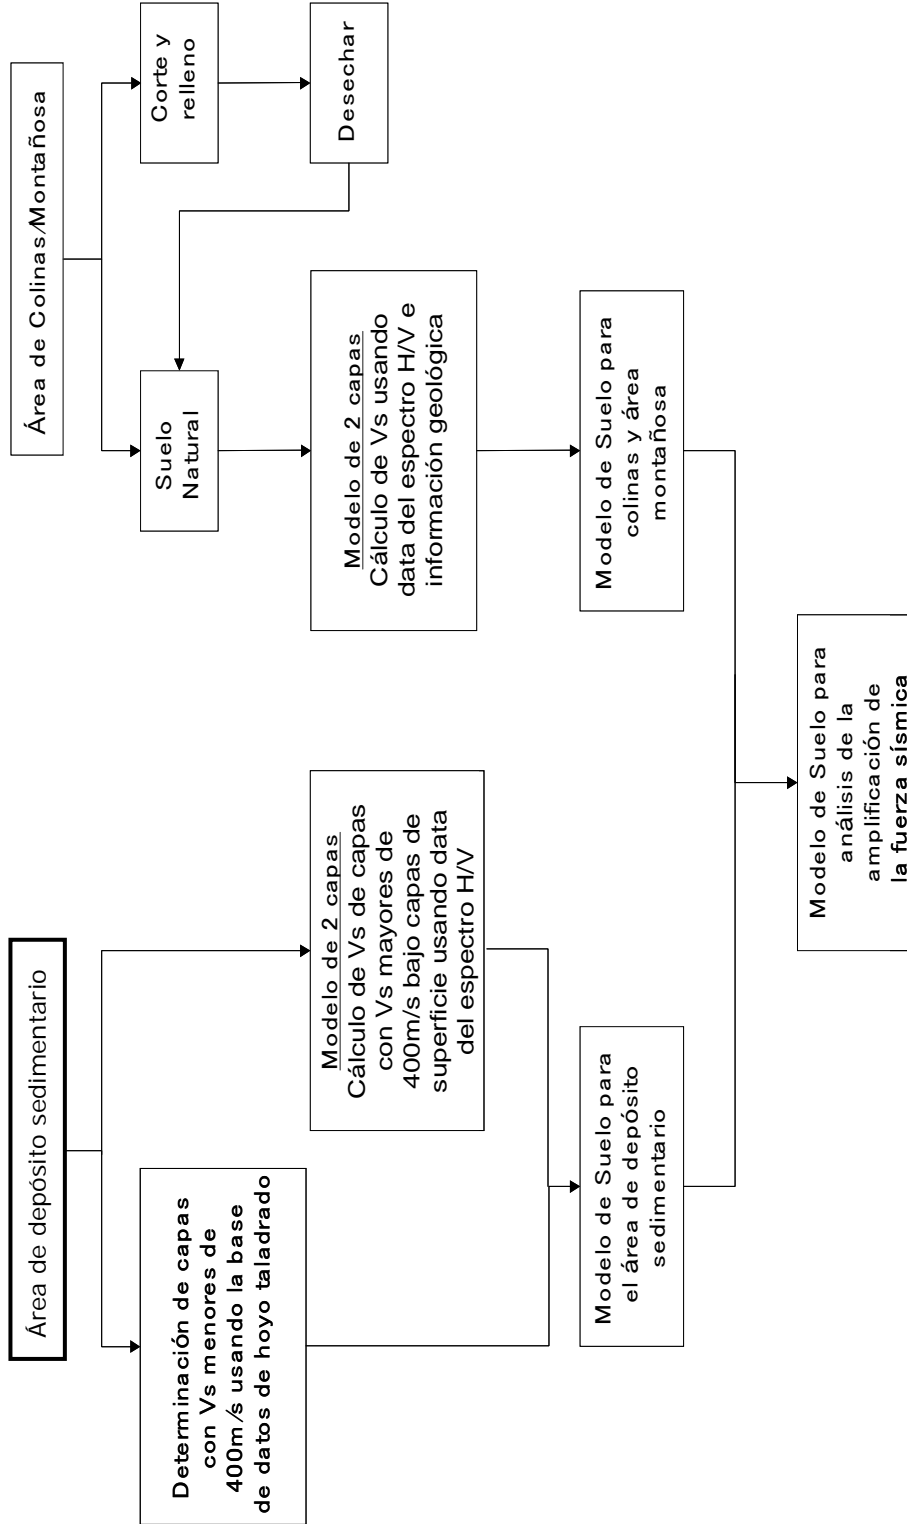 Área de depósito sedimentario
Determinación de capas
con Vs menores de
400m/s usando la base
de datos de hoyo taladrado
Modelo de 2 capas
Cálculo de Vs de capas
con Vs mayores de
400m/s bajo capas de
superficie usando data
del espectro H/V
Modelo de Suelo para
el área de depósito
sedimentario
Área de Colinas/Montañosa
Suelo
Natural
Corte y
relleno
Desechar
Modelo de 2 capas
Cálculo de Vs usando
data del espectro H/V e
información geológica
Modelo de Suelo para
colinas y área
montañosa
Modelo de Suelo para
análisis de la
amplificación de
la fuerza sísmica